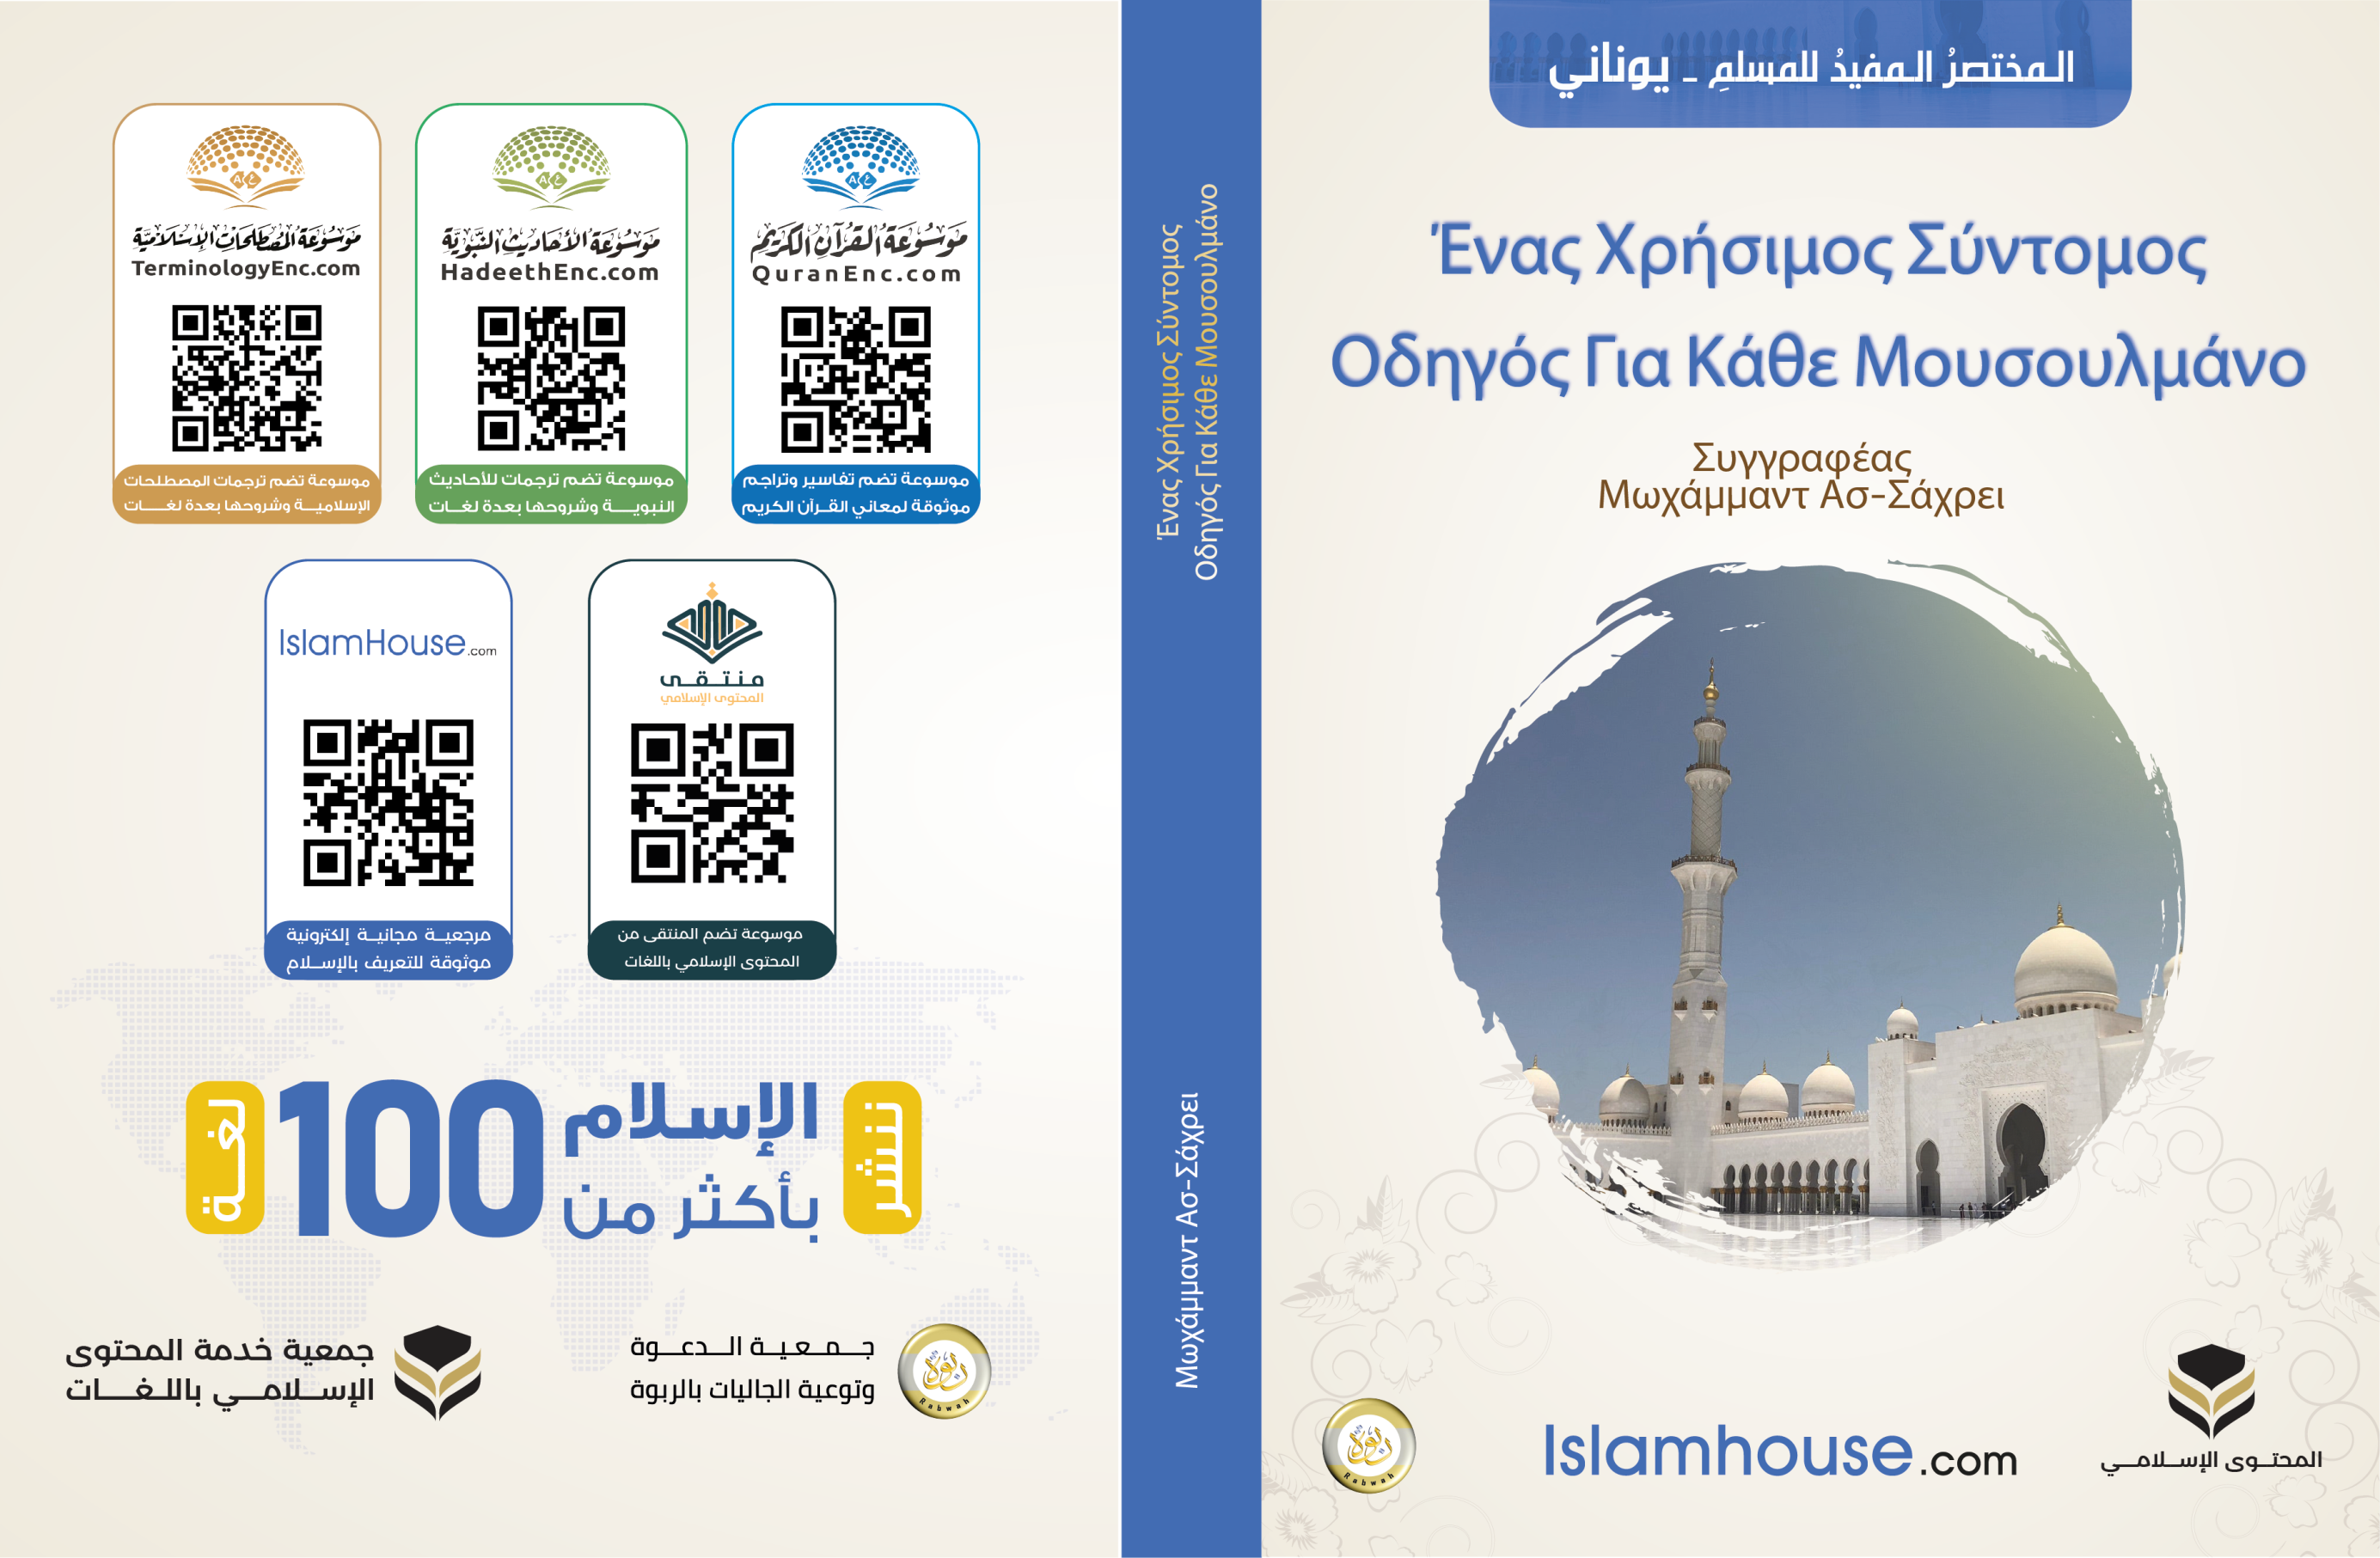 المختصرُ المفيدُ للمسلمِ - يوناني
Ένας Χρήσιμος Σύντομος
Οδηγός Για Κάθε Μουσουλμάνο
Συγγραφέας
Μωχάμμαντ Ασ-Σάχρει
Rabwah
Islamhouse.com
المحتوى الإسلامي
Ένας Χρήσιμος Σύντομος
Οδηγός Για Κάθε Μουσουλμάνο
Μωχάμμαντ Ασ-Σάχρει
موسوعة القرآن الكريم
QuranEnc.com
موسوعة تضم تفاسير وتراجم
موثوقة لمعاني القرآن الكريم
موسوعة الأحاديث النبوية
HadeethEnc.com
موسوعة تضم ترجمات للأحاديث
النبوية وشروحها بعدة لغات
موسوعة المصطلحات الإسلامية
TerminologyEnc.com
موسوعة تضم ترجمات المصطلحات
الإسلامية وشروحها بعدة لغات
منتقى
المحتوى الإسلامي
موسوعة تضم المنتقى من
المحتوى الإسلامي باللغات
IslamHouse.com
مرجعية مجانية إلكترونية
موثوقة للتعريف بالإسلام
ننشر
الإسلام
بأكثر من
100
لغة
جمعية الدعوة
وتوعية الجاليات بالربوة
Rabwah
جمعية خدمة المحتوى
الإسلامي باللغات